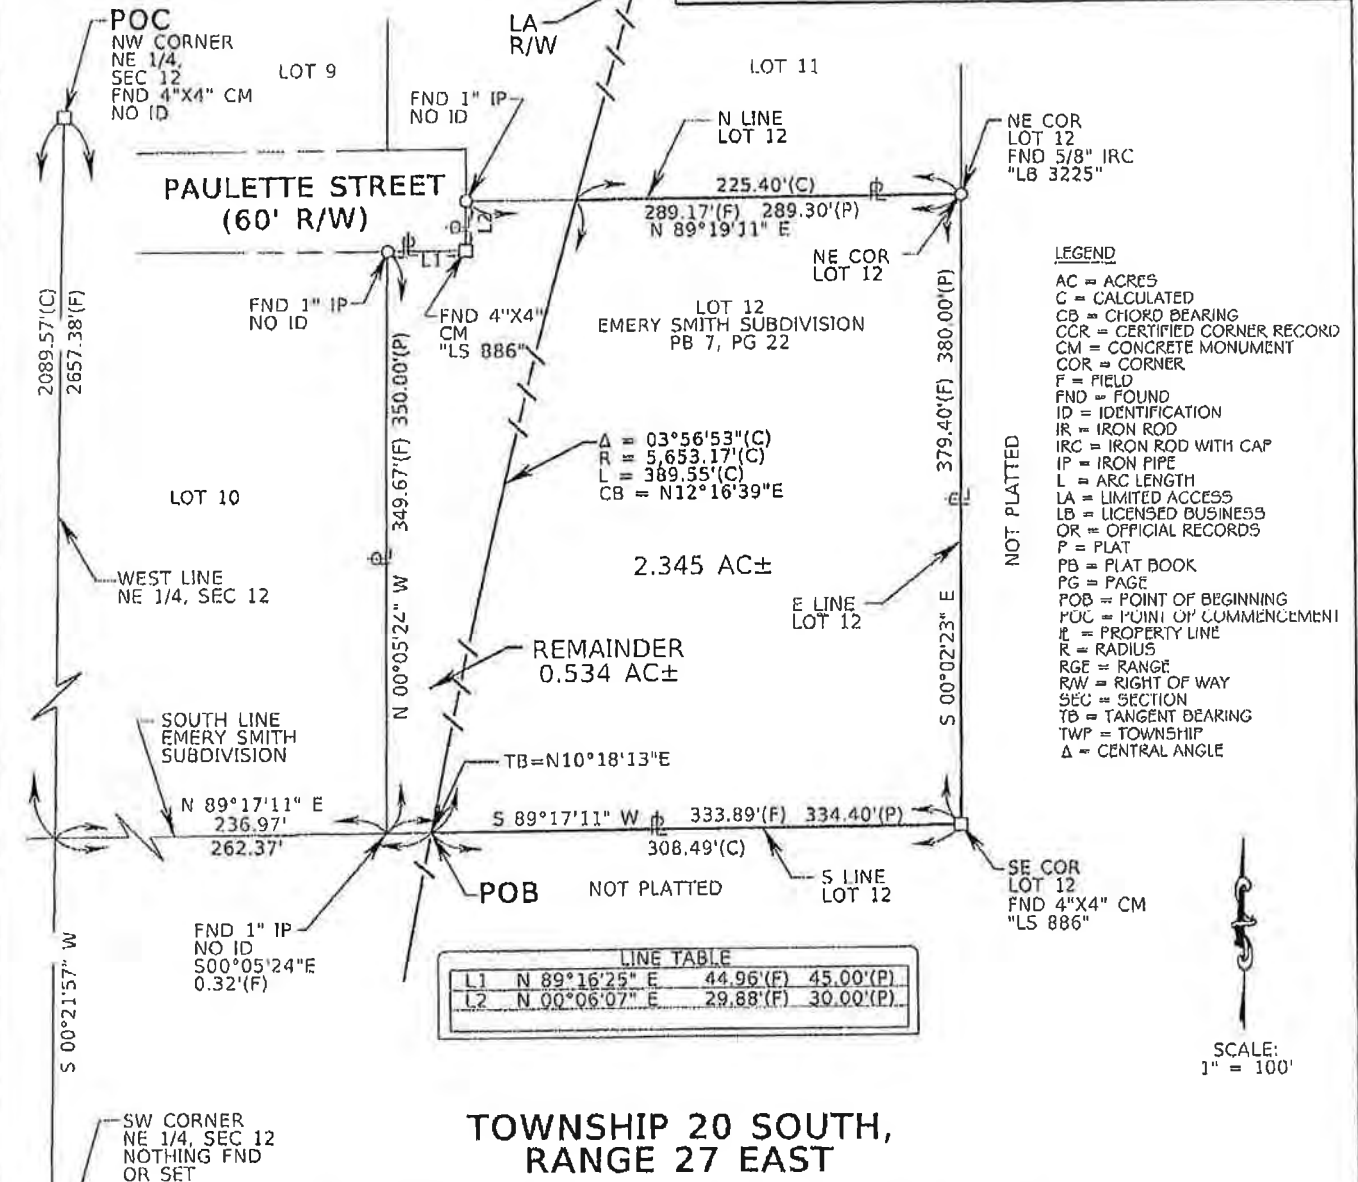 POC
NW CORNER
NE 1/4,
SEC 12
FND 4"X4" CM
NO ID
LOT 9
LA
R/W
LOT 11
FND 1" IP
NO ID
N LINE
LOT 12
NE COR
LOT 12
FND 5/8" IRC
"LB 3225"
PAULETTE STREET
(60' R/W)
225.40'(C)
289.17'(F) 289.30'(P)
N 89°19'11" E
L2
L1
NE COR
LOT 12
FND 1" IP
NO ID
FND 4"X4"
CM
"LS 886"
LOT 12
EMERY SMITH SUBDIVISION
PB 7, PG 22
2089.57'(C)
2657.38'(F)
N 00°05'24" W 349.67'(F) 350.00'(P)
S 00°02'23" E 379.40'(F) 380.00'(P)
NOT PLATTED
LEGEND
AC = ACRES
C = CALCULATED
CB = CHORD BEARING
CCR = CERTIFIED CORNER RECORD
CM = CONCRETE MONUMENT
COR = CORNER
F = FIELD
FND = FOUND
ID = IDENTIFICATION
IR = IRON ROD
IRC = IRON ROD WITH CAP
IP = IRON PIPE
L = ARC LENGTH
LA = LIMITED ACCESS
LB = LICENSED BUSINESS
OR = OFFICIAL RECORDS
P = PLAT
PB = PLAT BOOK
PG = PAGE
POB = POINT OF BEGINNING
POC = POINT OF COMMENCEMENT
℄ = PROPERTY LINE
R = RADIUS
RGE = RANGE
R/W = RIGHT OF WAY
SEC = SECTION
TB = TANGENT BEARING
TWP = TOWNSHIP
Δ = CENTRAL ANGLE
Δ = 03°56'53"(C)
R = 5,653.17'(C)
L = 389.55'(C)
CB = N12°16'39"E
LOT 10
2.345 AC±
WEST LINE
NE 1/4, SEC 12
E LINE
LOT 12
REMAINDER
0.534 AC±
SOUTH LINE
EMERY SMITH
SUBDIVISION
TB=N10°18'13"E
N 89°17'11" E
236.97'
262.37'
S 89°17'11" W 333.89'(F) 334.40'(P)
308.49'(C)
POB
NOT PLATTED
S LINE
LOT 12
SE COR
LOT 12
FND 4"X4" CM
"LS 886"
FND 1" IP
NO ID
S00°05'24"E
0.32'(F)
S 00°21'57" W
LINE TABLE
L1 N 89°16'25" E 44.96'(F) 45.00'(P)
L2 N 00°06'07" E 29.88'(F) 30.00'(P)
SCALE:
1" = 100'
SW CORNER
NE 1/4, SEC 12
NOTHING FND
OR SET
TOWNSHIP 20 SOUTH,
RANGE 27 EAST